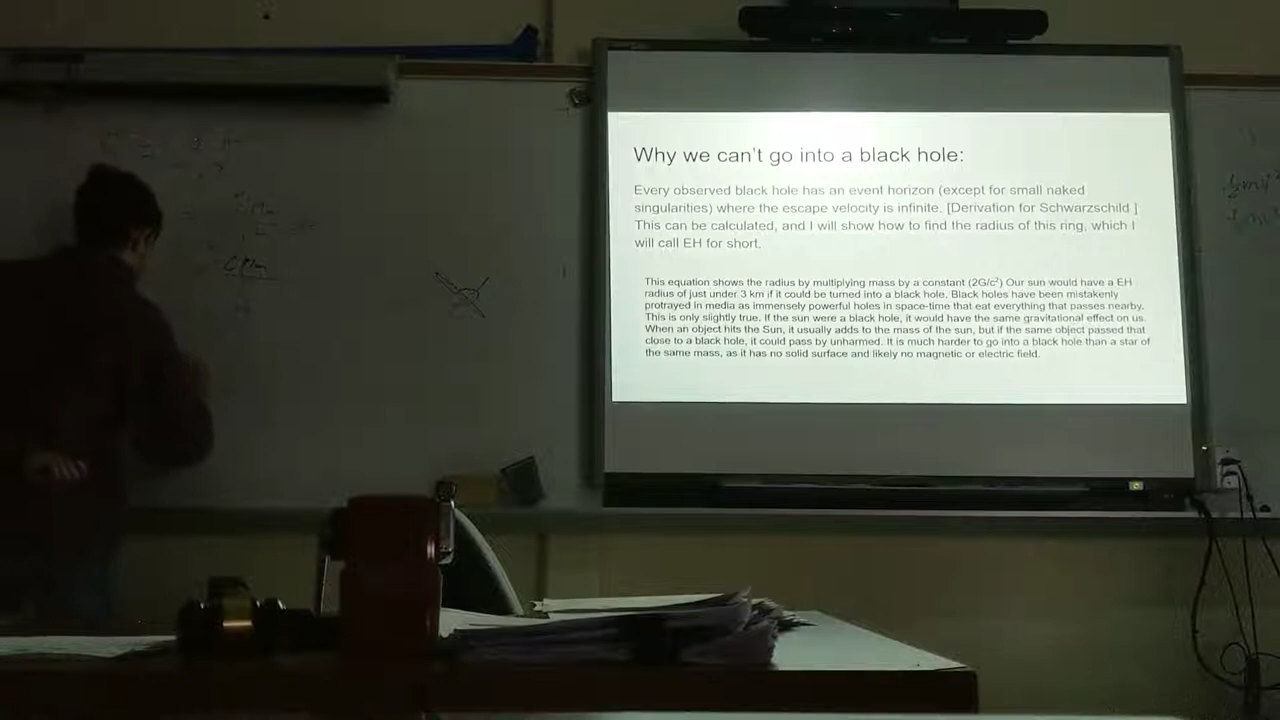 Why we can't go into a black hole:
Every observed black hole has an event horizon (except for small naked
singularities) where the escape velocity is infinite. [Derivation for Schwarzschild ]
This can be calculated, and I will show how to find the radius of this ring, which I
will call EH for short.
This equation shows the radius by multiplying mass by a constant (2G/c²) Our sun would have a EH
radius of just under 3 km if it could be turned into a black hole. Black holes have been mistakenly
protrayed in media as immensely powerful holes in space-time that eat everything that passes nearby.
This is only slightly true. If the sun were a black hole, it would have the same gravitational effect on us.
When an object hits the Sun, it usually adds to the mass of the sun, but if the same object passed that
close to a black hole, it could pass by unharmed. It is much harder to go into a black hole than a star of
the same mass, as it has no solid surface and likely no magnetic or electric field.